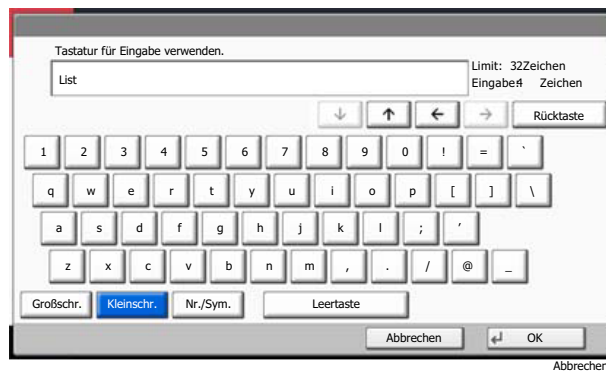 Tastatur für Eingabe verwenden.
List
Limit: 32Zeichen
Eingabe:4 Zeichen
↓ ↑ ← → Rücktaste
1 2 3 4 5 6 7 8 9 0 ! = `
q w e r t y u i o p [ ] \
a s d f g h j k l ; ′
z x c v b n m , . / @ _
Großschr. Kleinschr. Nr./Sym. Leertaste
Abbrechen OK
Abbrechen